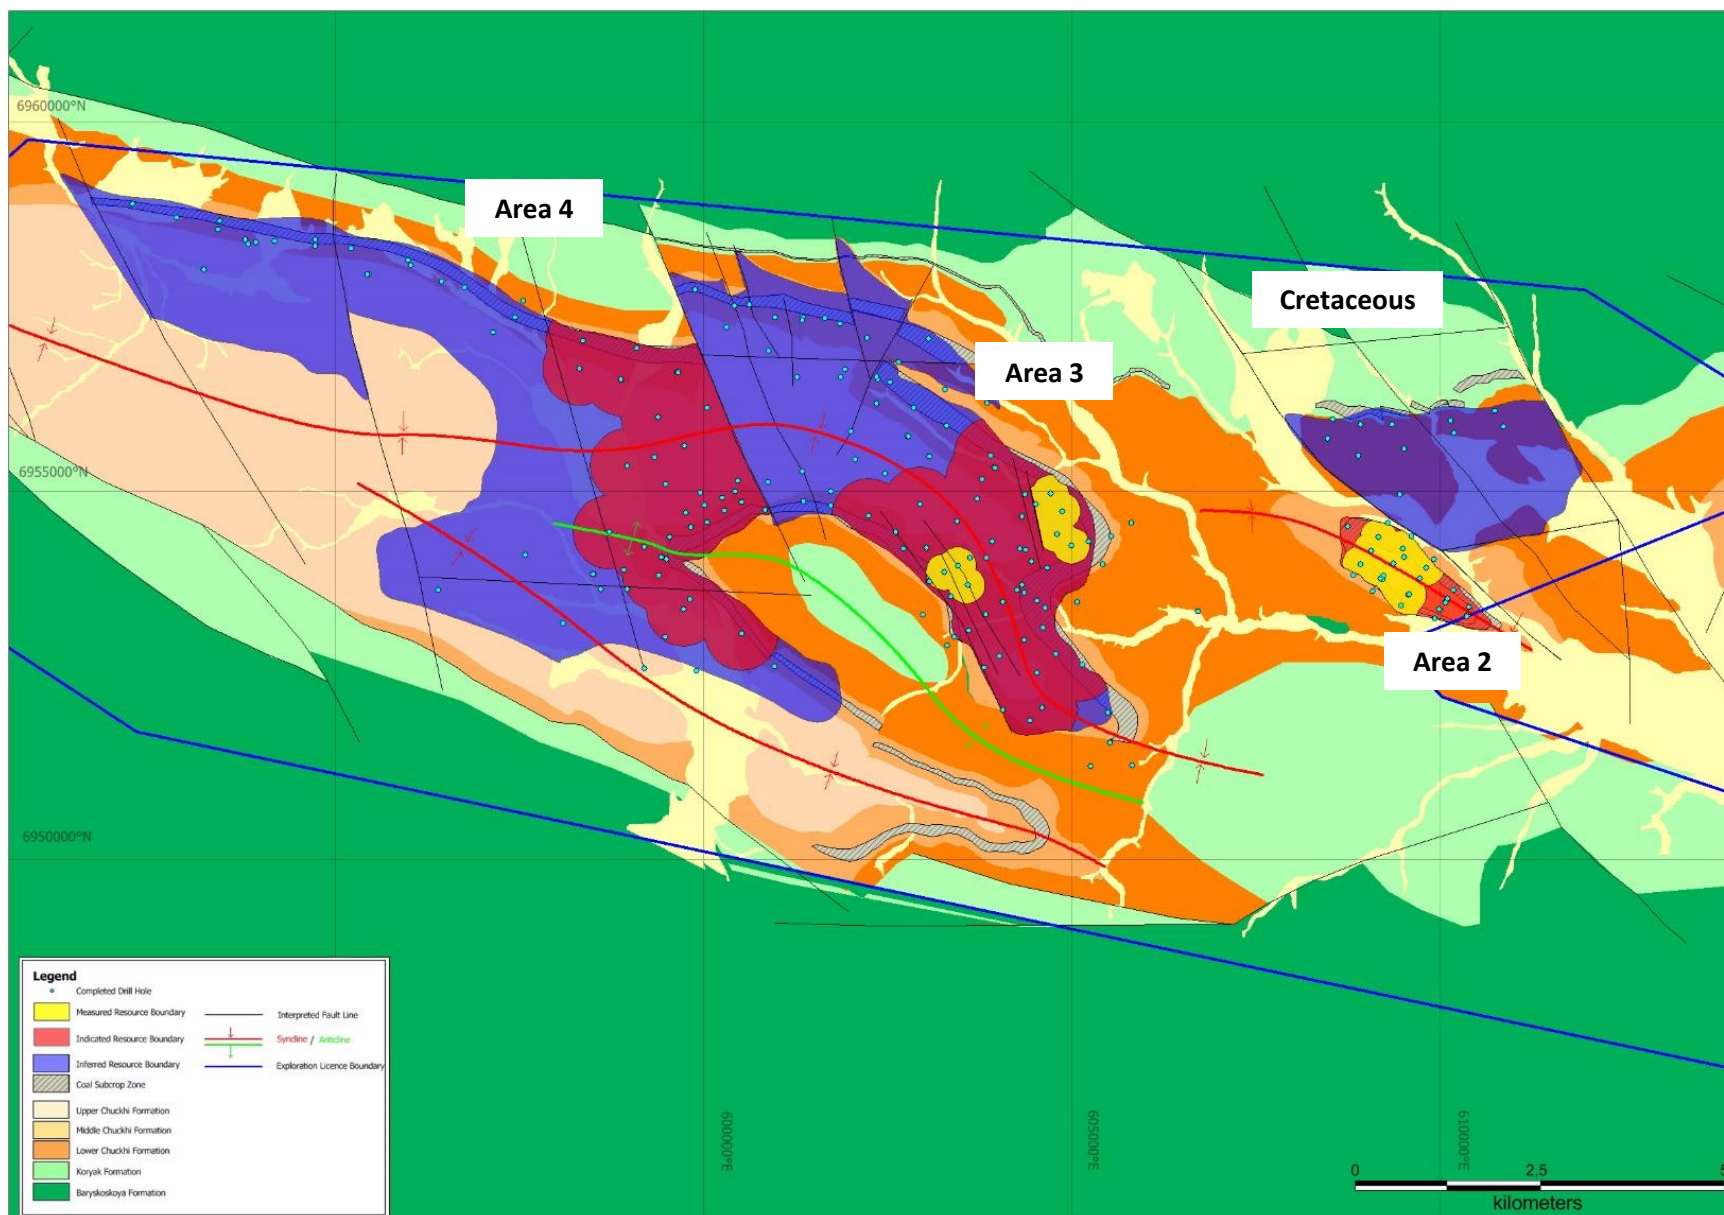 6960000°N
Area 4
Cretaceous
Area 3
6955000°N
Area 2
6950000°N
Legend
Completed Drill Hole
Measured Resource Boundary
Interpreted Fault Line
Indicated Resource Boundary
Syncline / Anticline
Inferred Resource Boundary
Exploration Licence Boundary
Coal Subcrop Zone
Upper Chuckhi Formation
Middle Chuckhi Formation
Lower Chuckhi Formation
Koryak Formation
Baryskoskoya Formation
600000°E
605000°E
610000°E
0 2,5 5
kilometers